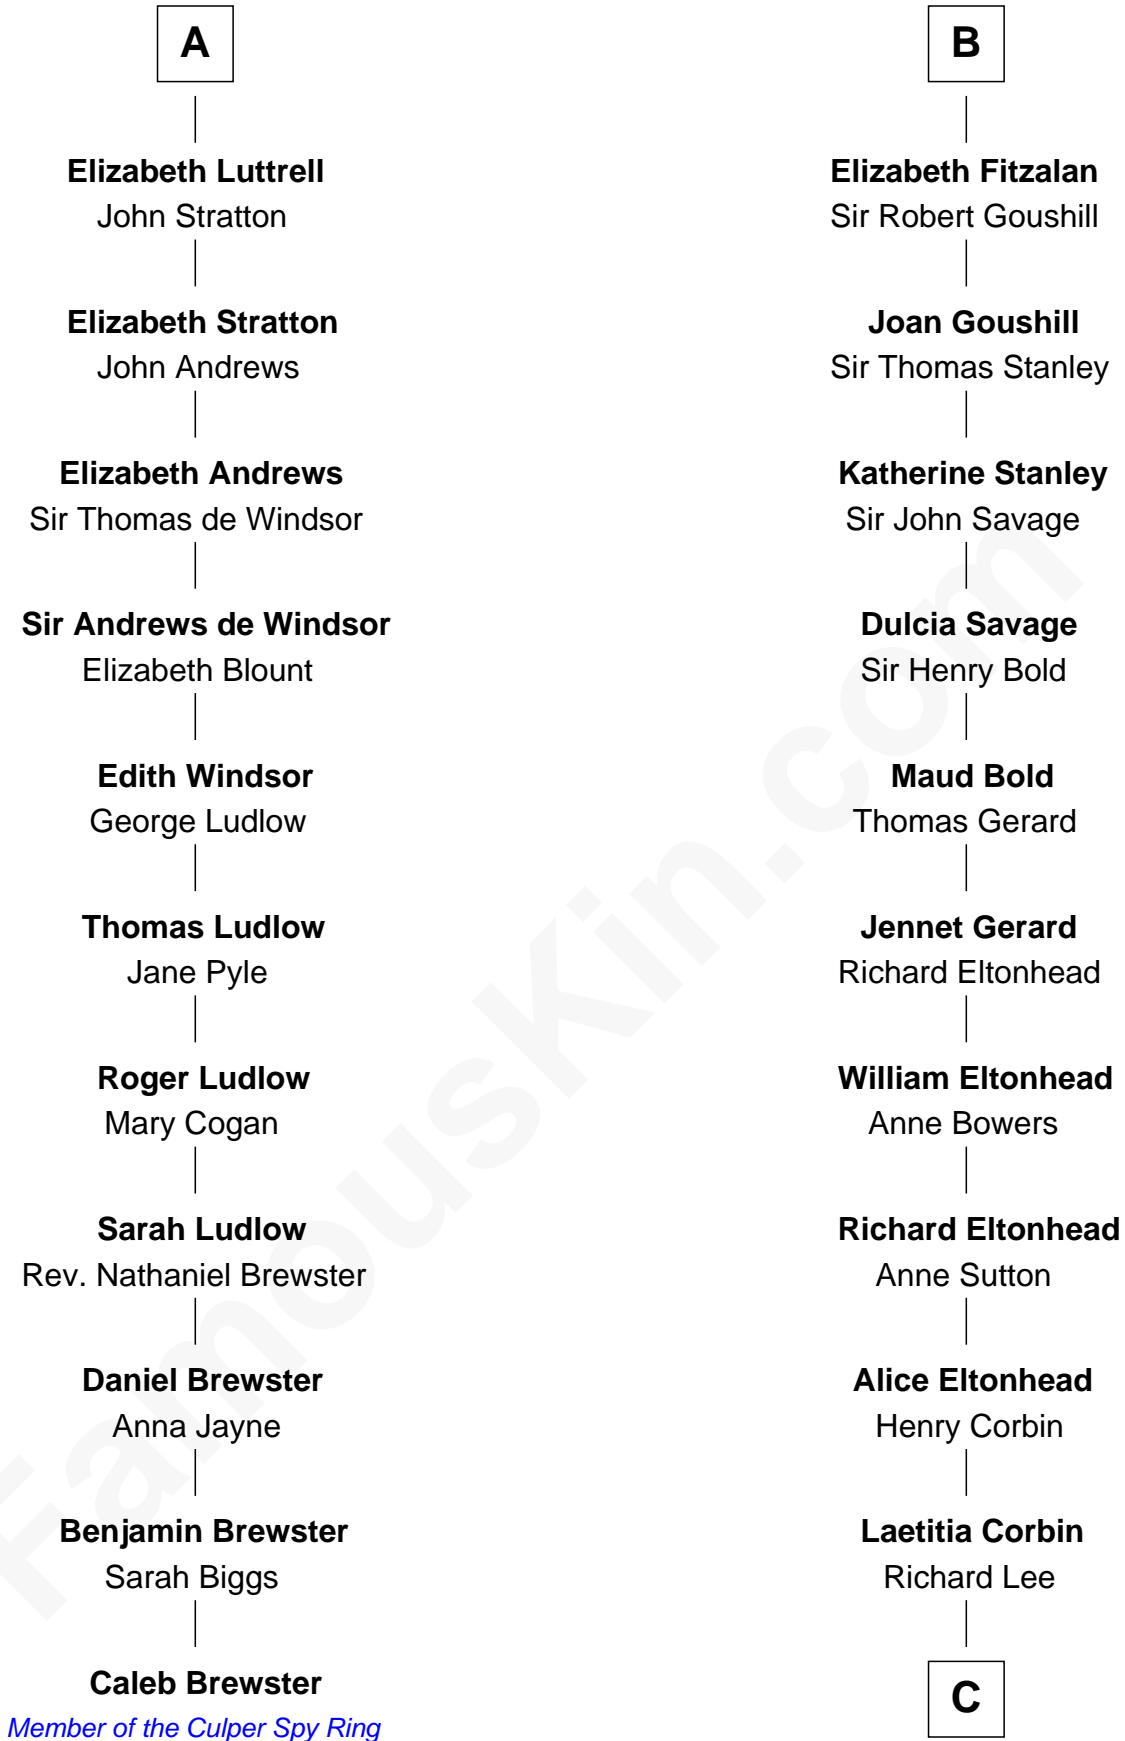 A
Elizabeth Luttrell
John Stratton
Elizabeth Stratton
John Andrews
Elizabeth Andrews
Sir Thomas de Windsor
Sir Andrews de Windsor
Elizabeth Blount
Edith Windsor
George Ludlow
Thomas Ludlow
Jane Pyle
Roger Ludlow
Mary Cogan
Sarah Ludlow
Rev. Nathaniel Brewster
Daniel Brewster
Anna Jayne
Benjamin Brewster
Sarah Biggs
Caleb Brewster
Member of the Culper Spy Ring
B
Elizabeth Fitzalan
Sir Robert Goushill
Joan Goushill
Sir Thomas Stanley
Katherine Stanley
Sir John Savage
Dulcia Savage
Sir Henry Bold
Maud Bold
Thomas Gerard
Jennet Gerard
Richard Eltonhead
William Eltonhead
Anne Bowers
Richard Eltonhead
Anne Sutton
Alice Eltonhead
Henry Corbin
Laetitia Corbin
Richard Lee
C
FamousKin.com